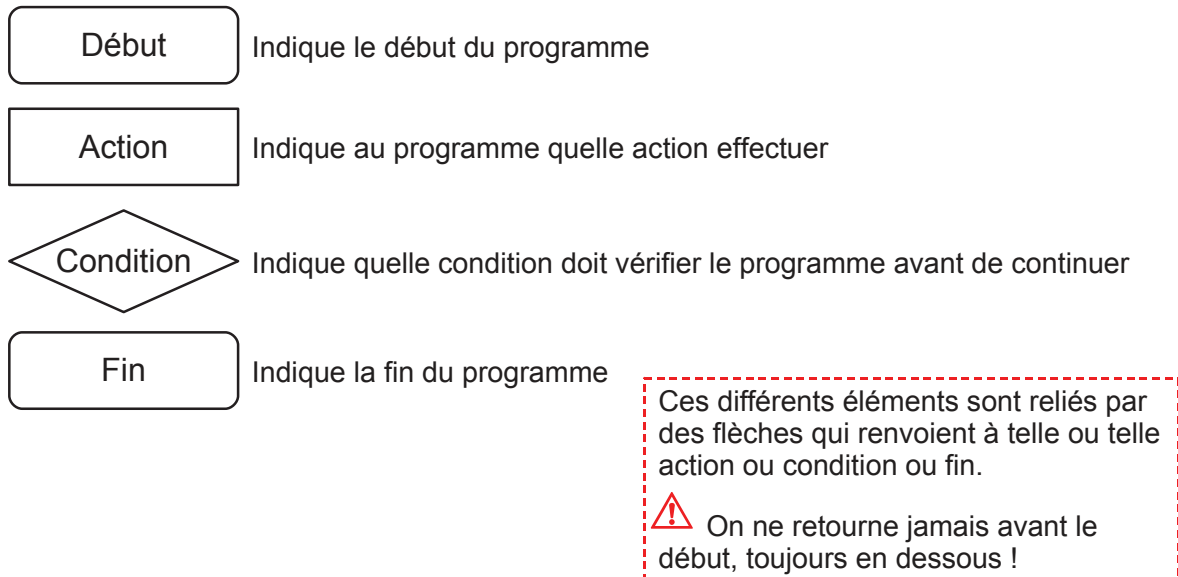 Début
Indique le début du programme
Action
Indique au programme quelle action effectuer
Condition
Indique quelle condition doit vérifier le programme avant de continuer
Fin
Indique la fin du programme
Ces différents éléments sont reliés par
des flèches qui renvoient à telle ou telle
action ou condition ou fin.
On ne retourne jamais avant le
début, toujours en dessous !